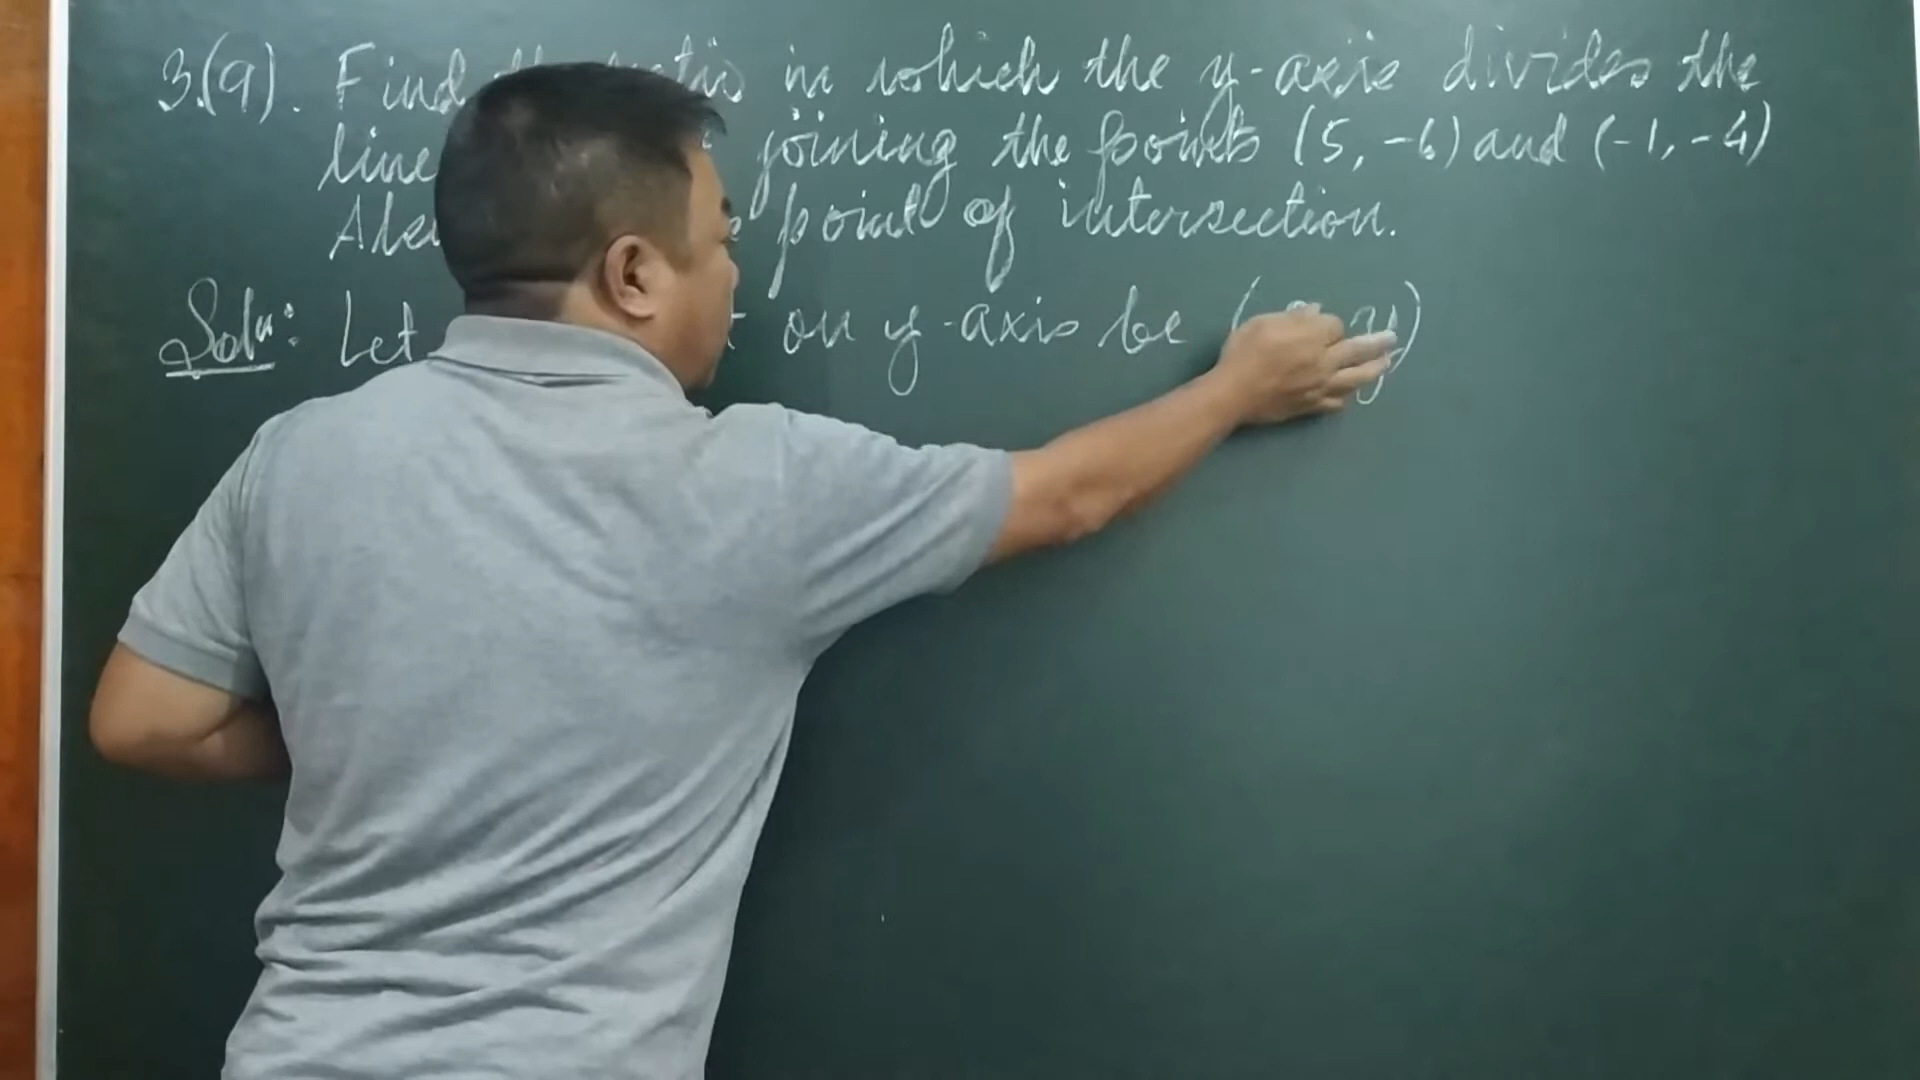 3.(9). Find in which the y-axis divides the
line joining the points (5, -6) and (-1, -4)
point of intersection.
Soln: Let on y-axis be ( , y)